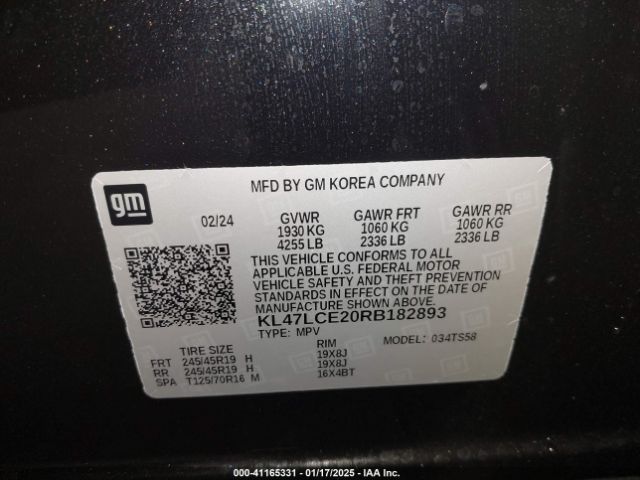 gm
MFD BY GM KOREA COMPANY
02/24 GVWR GAWR FRT GAWR RR
1930 KG 1060 KG 1060 KG
4255 LB 2336 LB 2336 LB
THIS VEHICLE CONFORMS TO ALL
APPLICABLE U.S. FEDERAL MOTOR
VEHICLE SAFETY AND THEFT PREVENTION
STANDARDS IN EFFECT ON THE DATE OF
MANUFACTURE SHOWN ABOVE.
KL47LCE20RB182893
TYPE: MPV MODEL: 034TS58
TIRE SIZE RIM
FRT 245/45R19 H 19X8J
RR 245/45R19 H 19X8J
SPA T125/70R16 M 16X4BT
000-41165331 - 01/17/2025 - IAA Inc.